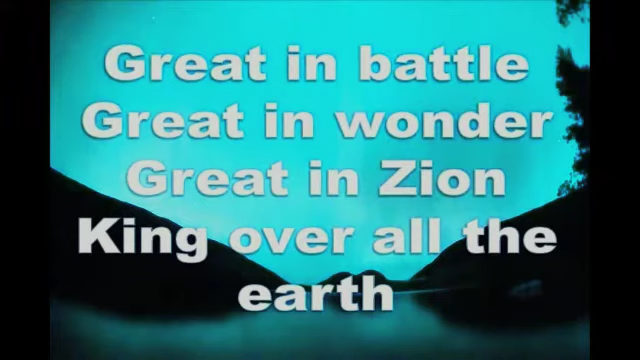 Great in battle
Great in wonder
Great in Zion
King over all the
earth